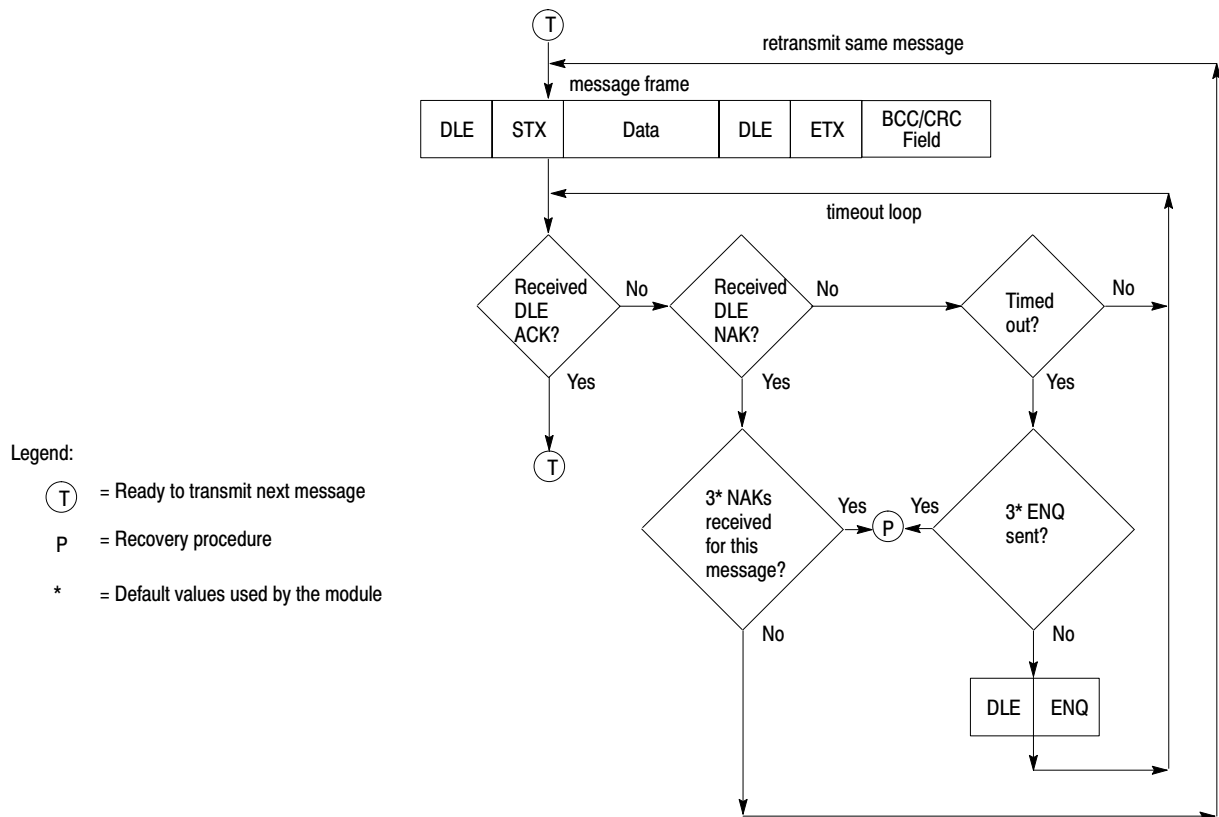 T
retransmit same message
message frame
DLE STX Data DLE ETX BCC/CRC
Field
timeout loop
Received
DLE
ACK?
No
Yes
Received
DLE
NAK?
No
Yes
Timed
out?
No
Yes
T
3* NAKs
received
for this
message?
Yes
No
P
Yes
3* ENQ
sent?
No
DLE ENQ
Legend:
T = Ready to transmit next message
P = Recovery procedure
* = Default values used by the module